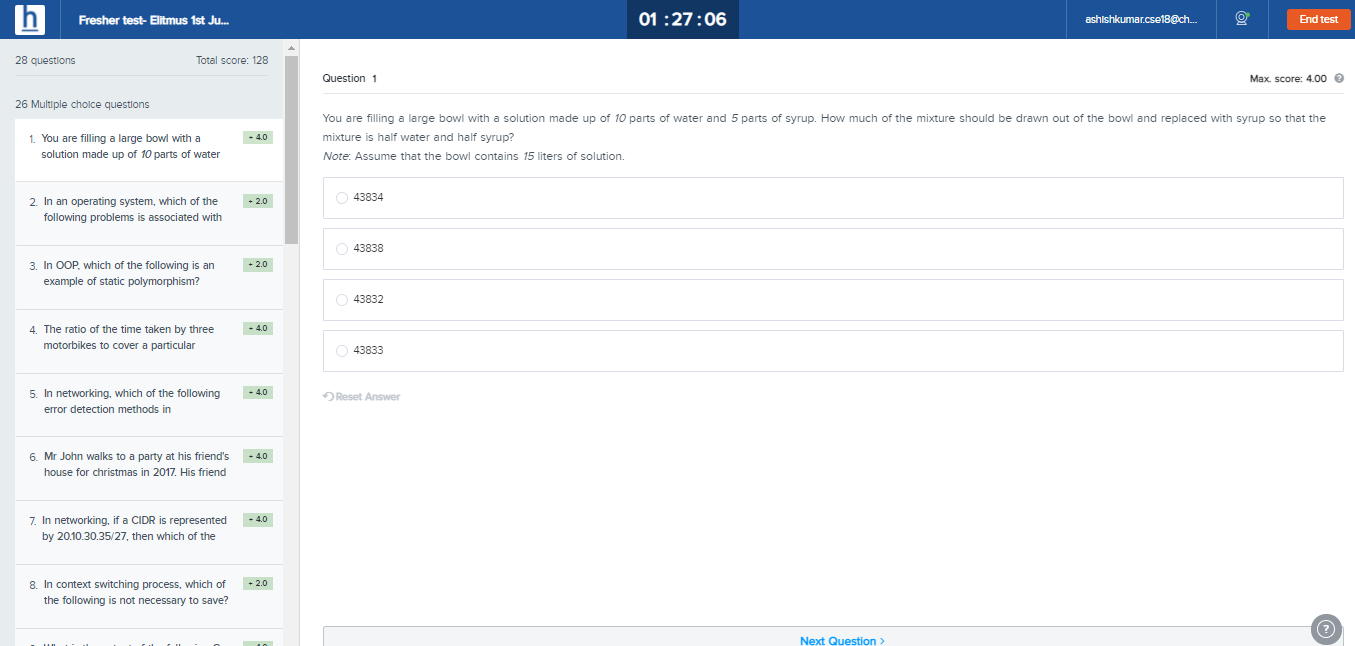 h
Fresher test- Elitmus 1st Ju...
01 : 27 : 06
ashishkumar.cse18@ch...
End test
28 questions
Total score: 128
26 Multiple choice questions
1. You are filling a large bowl with a
solution made up of 10 parts of water
+ 4.0
2. In an operating system, which of the
following problems is associated with
+ 2.0
3. In OOP, which of the following is an
example of static polymorphism?
+ 2.0
4. The ratio of the time taken by three
motorbikes to cover a particular
+ 4.0
5. In networking, which of the following
error detection methods in
+ 4.0
6. Mr John walks to a party at his friend's
house for christmas in 2017. His friend
+ 4.0
7. In networking, if a CIDR is represented
by 20.10.30.35/27, then which of the
+ 4.0
8. In context switching process, which of
the following is not necessary to save?
+ 2.0
Question 1
Max. score: 4.00 ?
You are filling a large bowl with a solution made up of 10 parts of water and 5 parts of syrup. How much of the mixture should be drawn out of the bowl and replaced with syrup so that the
mixture is half water and half syrup?
Note: Assume that the bowl contains 15 liters of solution.
43834
43838
43832
43833
Reset Answer
Next Question >
?